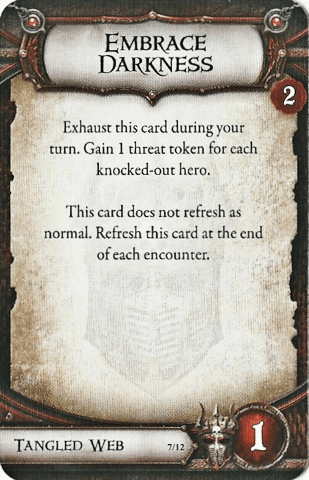 EMBRACE
DARKNESS
2
Exhaust this card during your
turn. Gain 1 threat token for each
knocked-out hero.
This card does not refresh as
normal. Refresh this card at the end
of each encounter.
TANGLED WEB
7/12
1